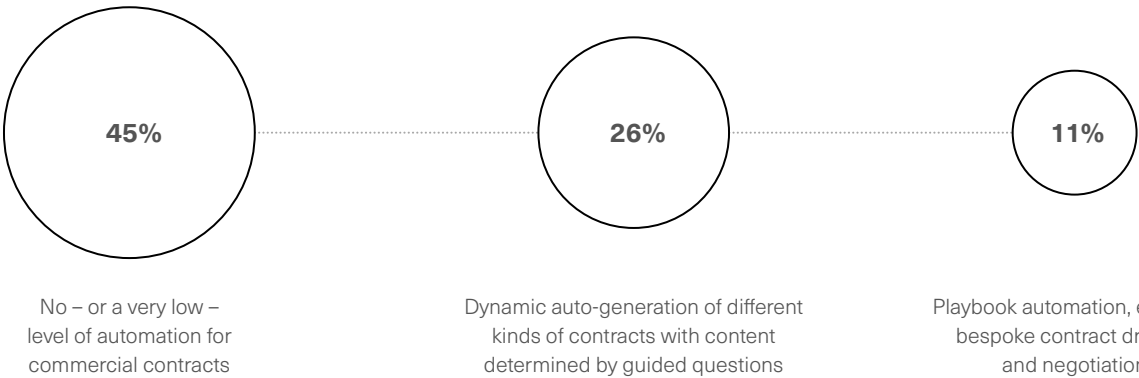 45%
26%
11%
No – or a very low –
level of automation for
commercial contracts
Dynamic auto-generation of different
kinds of contracts with content
determined by guided questions
Playbook automation,
bespoke contract
and